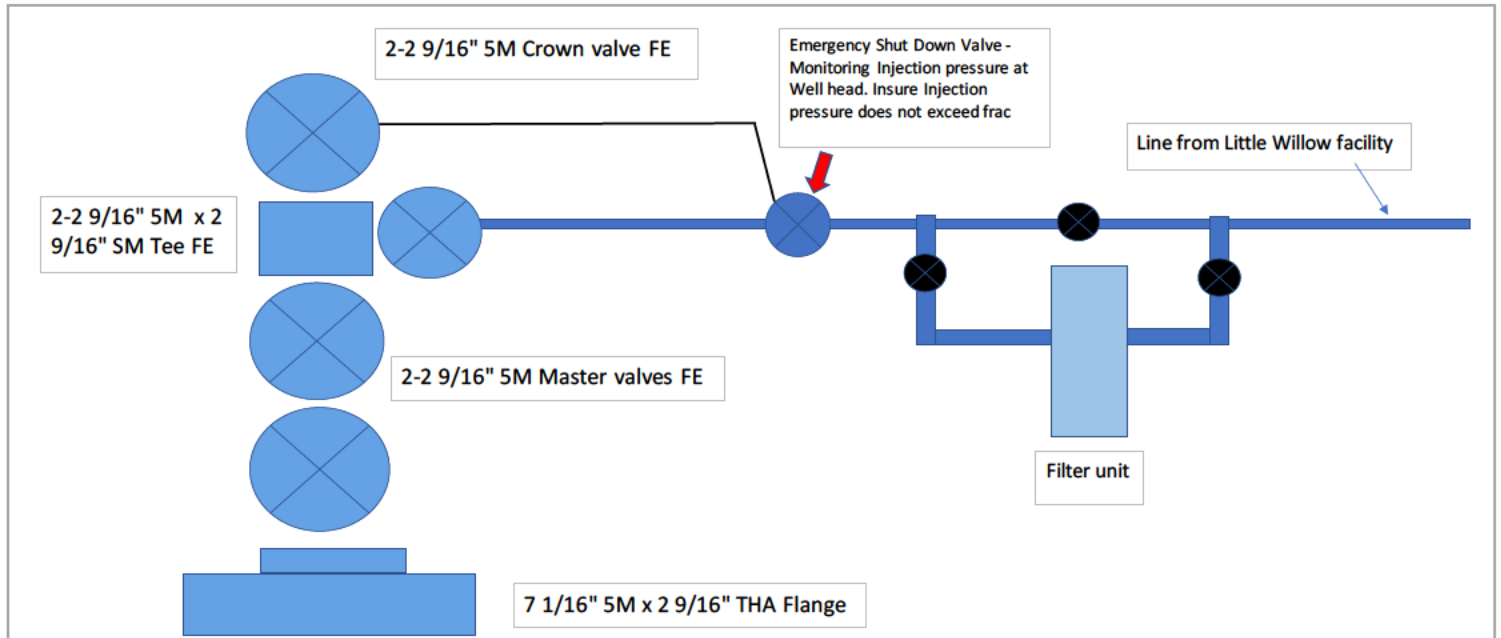 2-2 9/16" 5M Crown valve FE
Emergency Shut Down Valve -
Monitoring Injection pressure at
Well head. Insure Injection
pressure does not exceed frac
Line from Little Willow facility
2-2 9/16" 5M x 2
9/16" SM Tee FE
2-2 9/16" 5M Master valves FE
Filter unit
7 1/16" 5M x 2 9/16" THA Flange